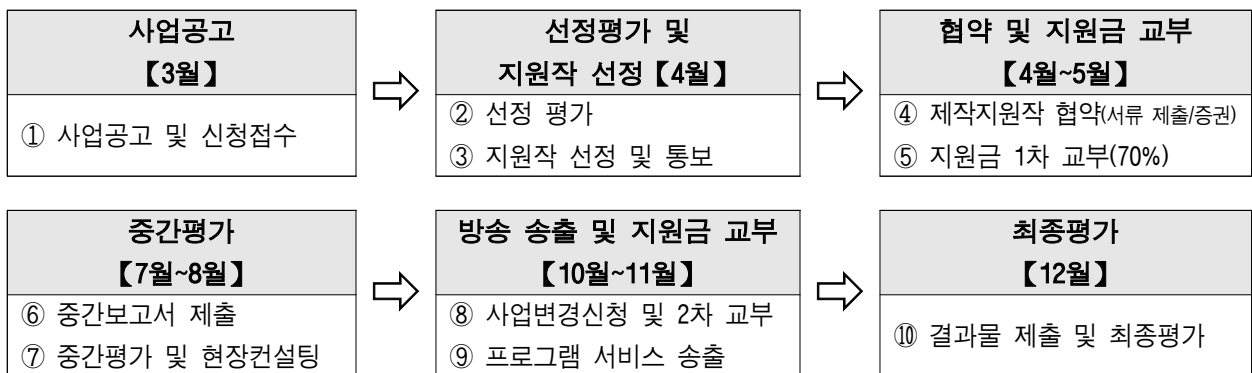 사업공고
【3월】
① 사업공고 및 신청접수
선정평가 및
지원작 선정【4월】
② 선정 평가
③ 지원작 선정 및 통보
협약 및 지원금 교부
【4월~5월】
④ 제작지원작 협약(서류 제출/증권)
⑤ 지원금 1차 교부(70%)
중간평가
【7월~8월】
⑥ 중간보고서 제출
⑦ 중간평가 및 현장컨설팅
방송 송출 및 지원금 교부
【10월~11월】
⑧ 사업변경신청 및 2차 교부
⑨ 프로그램 서비스 송출
최종평가
【12월】
⑩ 결과물 제출 및 최종평가